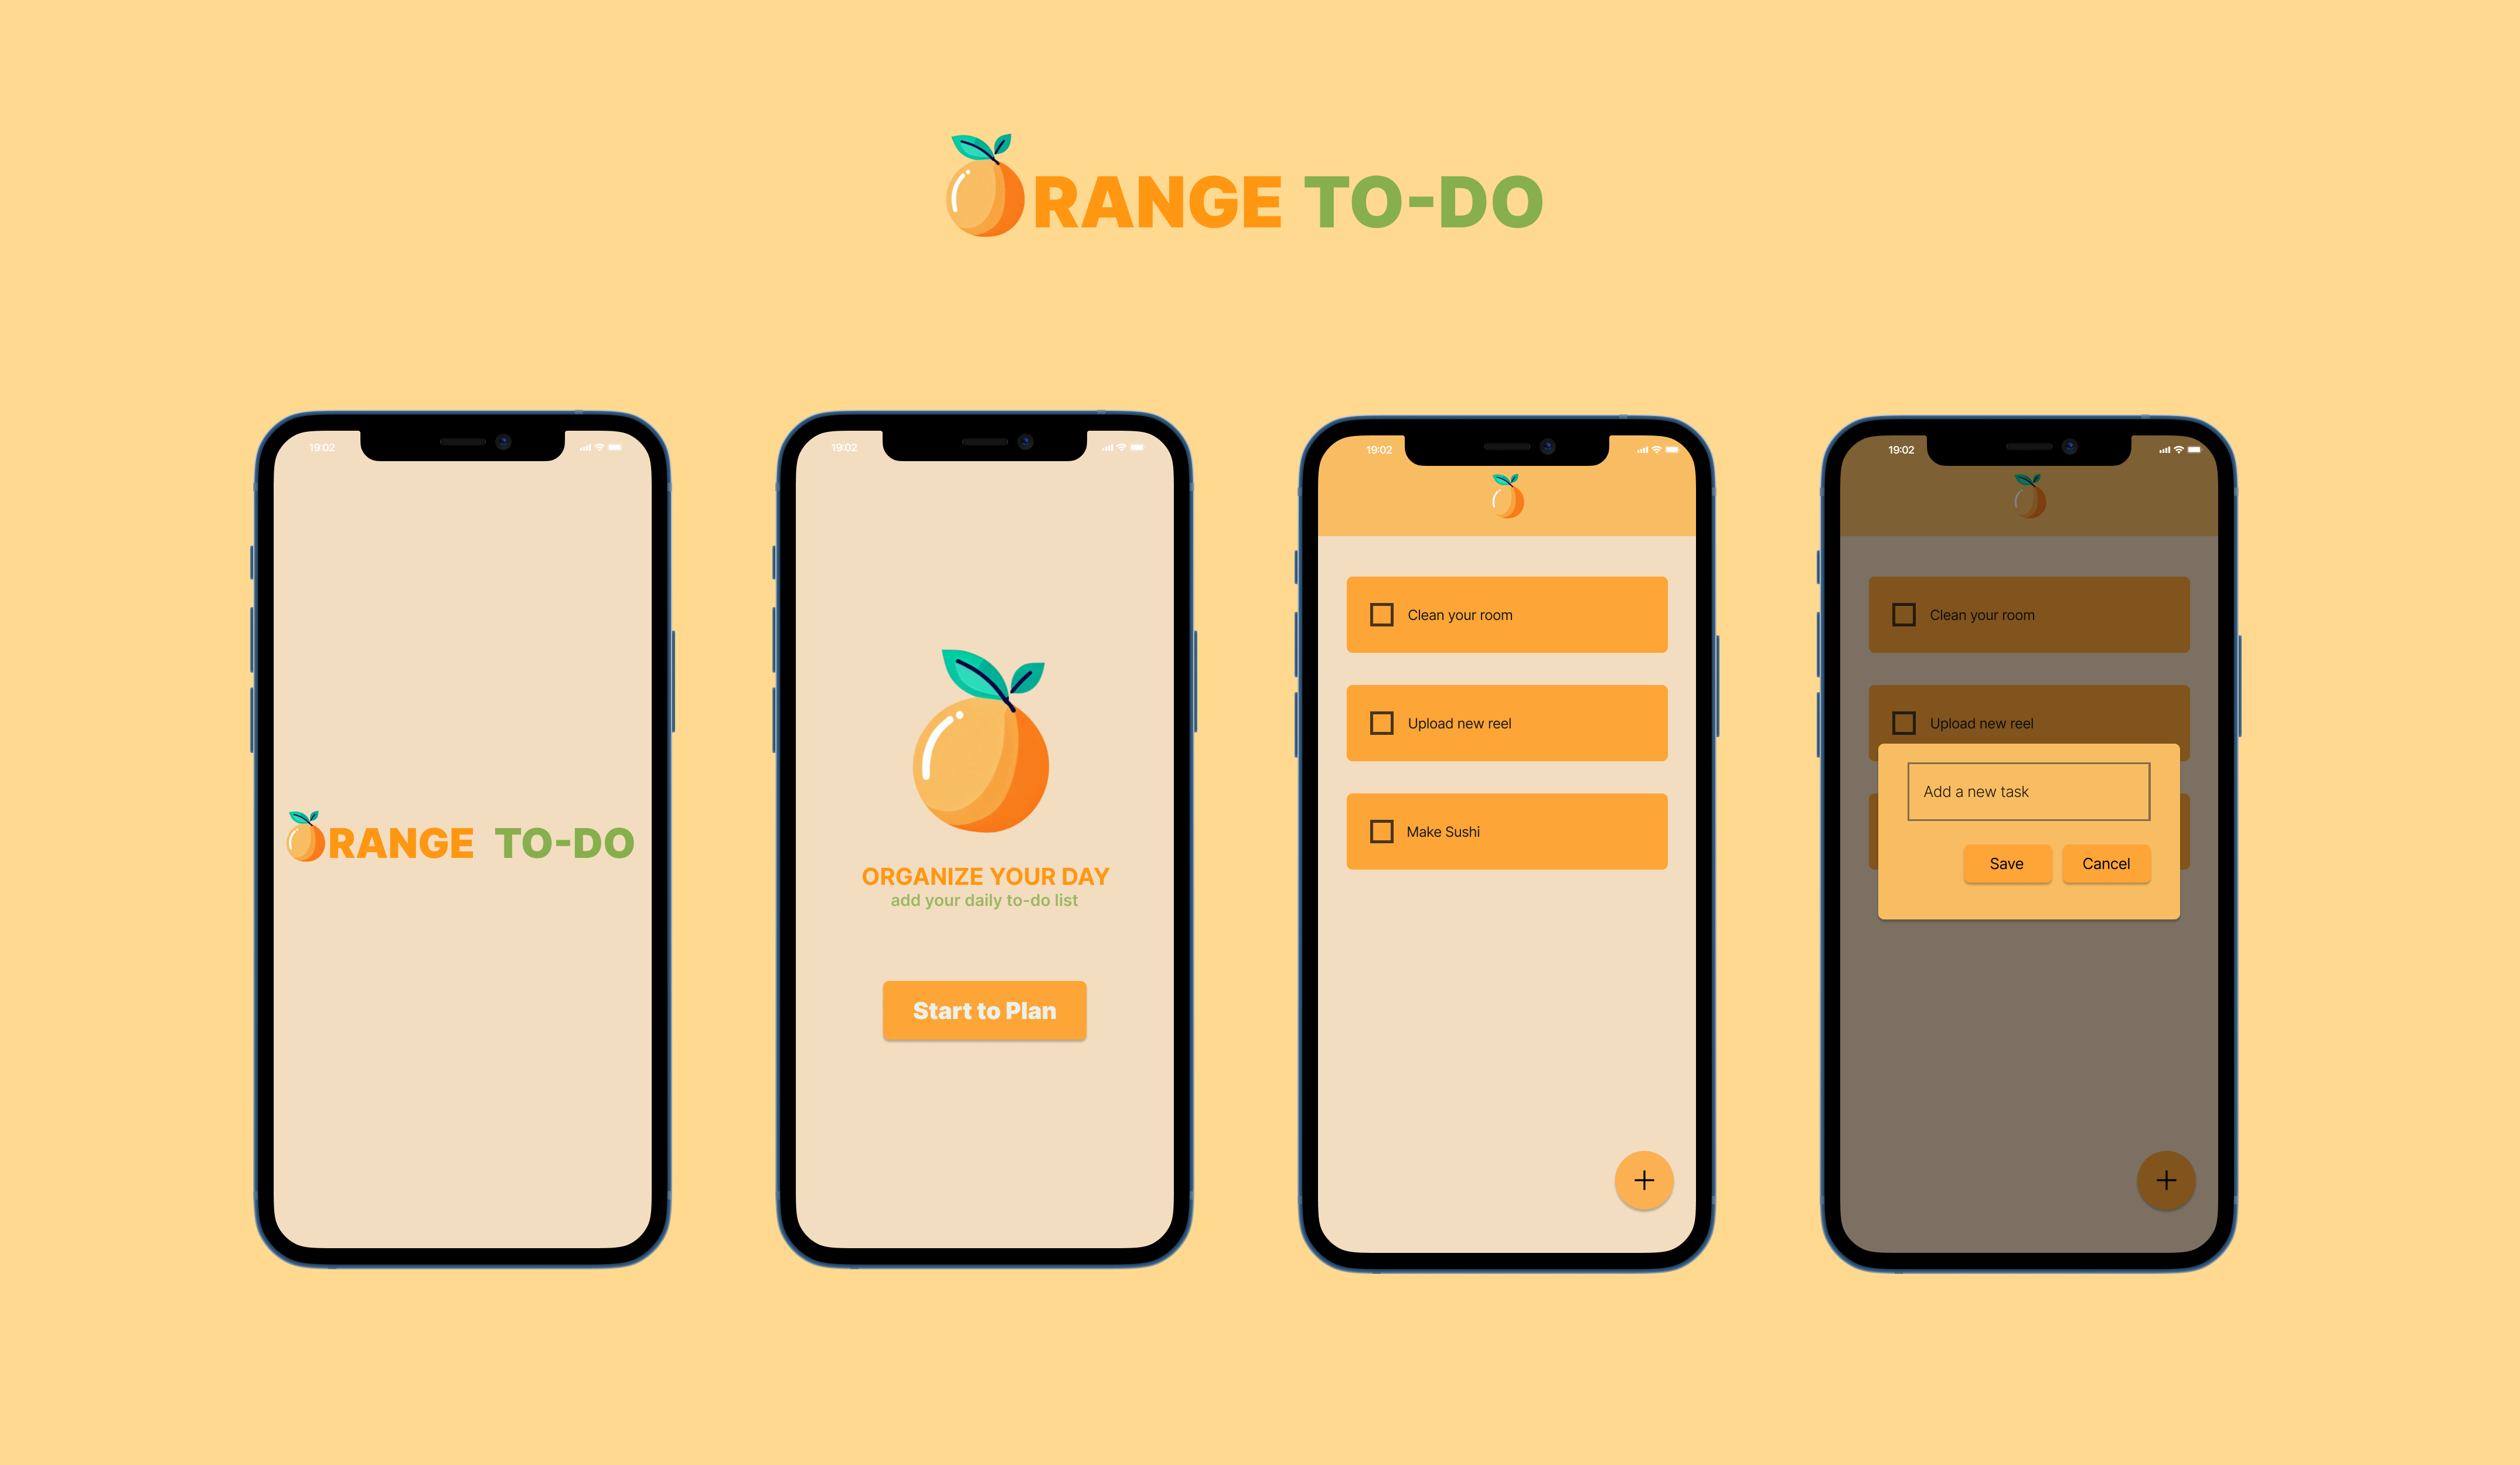 RANGE TO-DO
19:02
RANGE TO-DO
19:02
ORGANIZE YOUR DAY
add your daily to-do list
Start to Plan
19:02
Clean your room
Upload new reel
Make Sushi
+
19:02
Clean your room
Upload new reel
Add a new task
Save Cancel
+